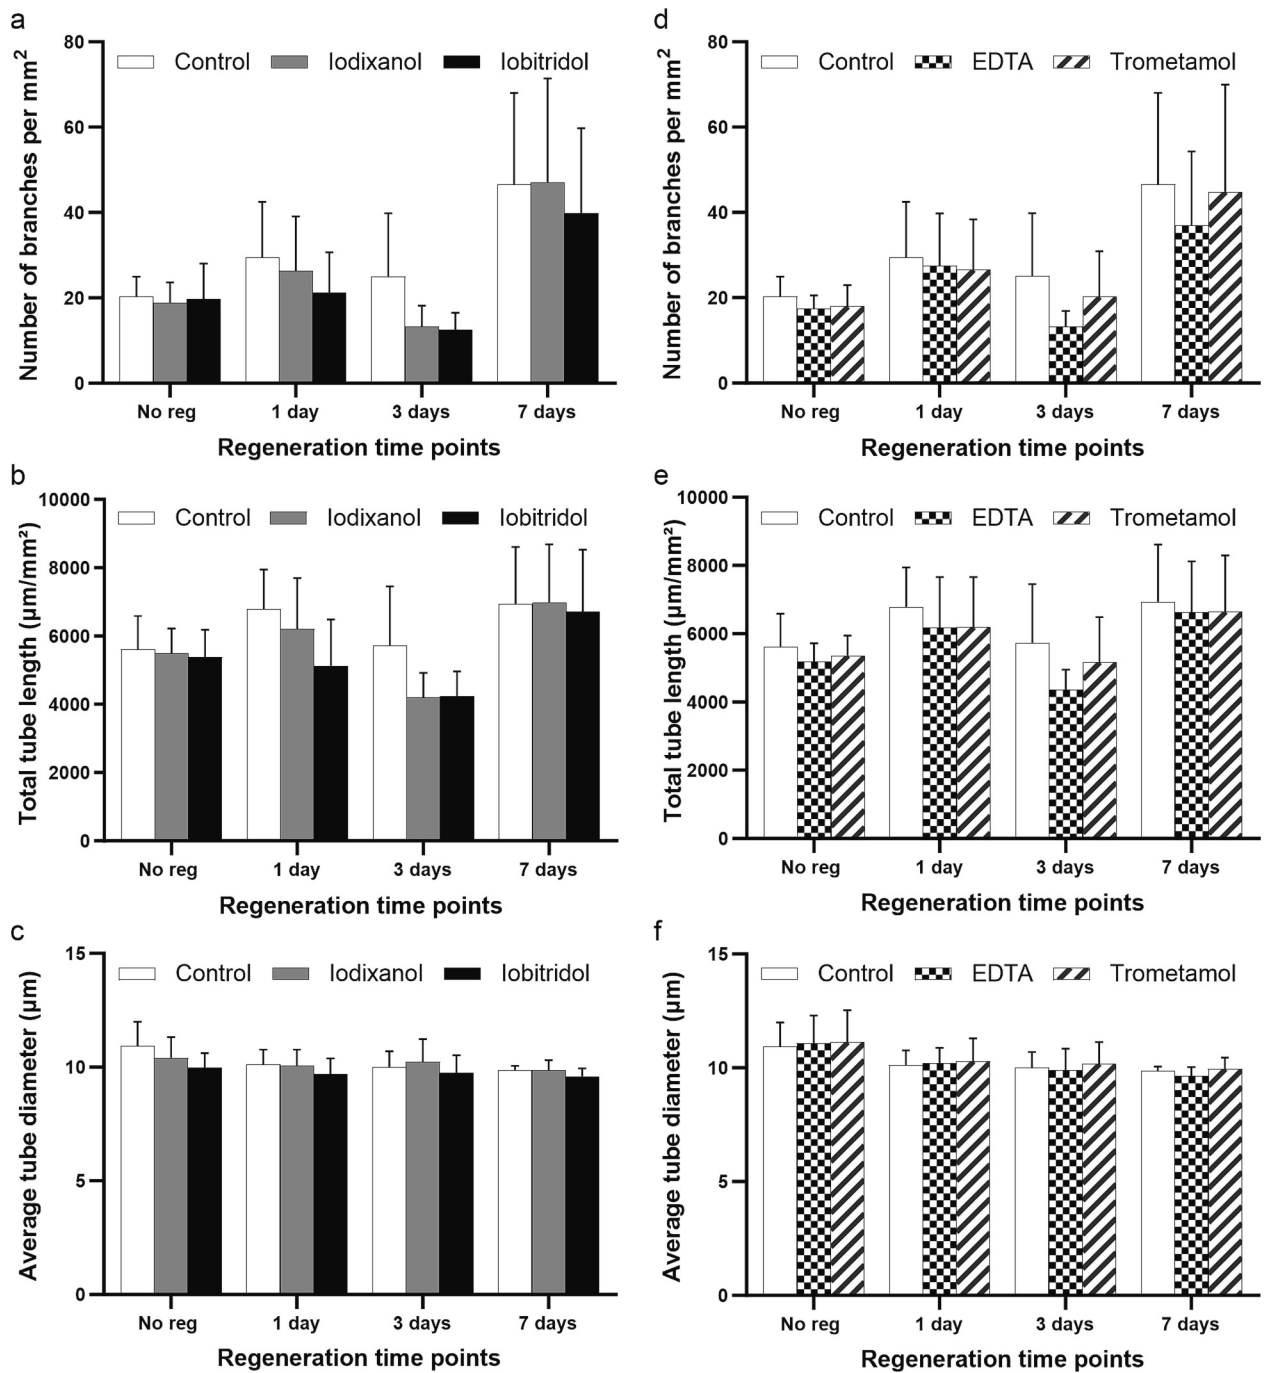 a
Number of branches per mm²
80
60
40
20
0
Control Iodixanol Iobitridol
No reg 1 day 3 days 7 days
Regeneration time points
d
Number of branches per mm²
80
60
40
20
0
Control EDTA Trometamol
No reg 1 day 3 days 7 days
Regeneration time points
b
Total tube length (µm/mm²)
10000
8000
6000
4000
2000
0
Control Iodixanol Iobitridol
No reg 1 day 3 days 7 days
Regeneration time points
e
Total tube length (µm/mm²)
10000
8000
6000
4000
2000
0
Control EDTA Trometamol
No reg 1 day 3 days 7 days
Regeneration time points
c
Average tube diameter (µm)
15
10
5
0
Control Iodixanol Iobitridol
No reg 1 day 3 days 7 days
Regeneration time points
f
Average tube diameter (µm)
15
10
5
0
Control EDTA Trometamol
No reg 1 day 3 days 7 days
Regeneration time points